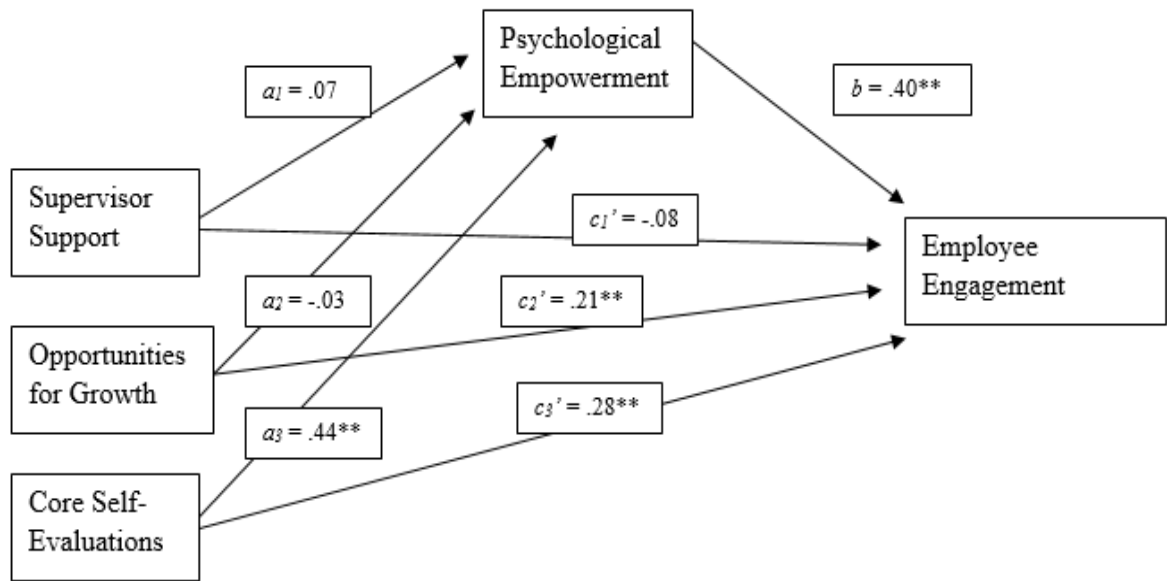 Psychological
Empowerment
a1 = .07
b = .40**
Supervisor
Support
c1’ = -.08
Employee
Engagement
a2 = -.03
c2’ = .21**
Opportunities
for Growth
c3’ = .28**
a3 = .44**
Core Self-
Evaluations